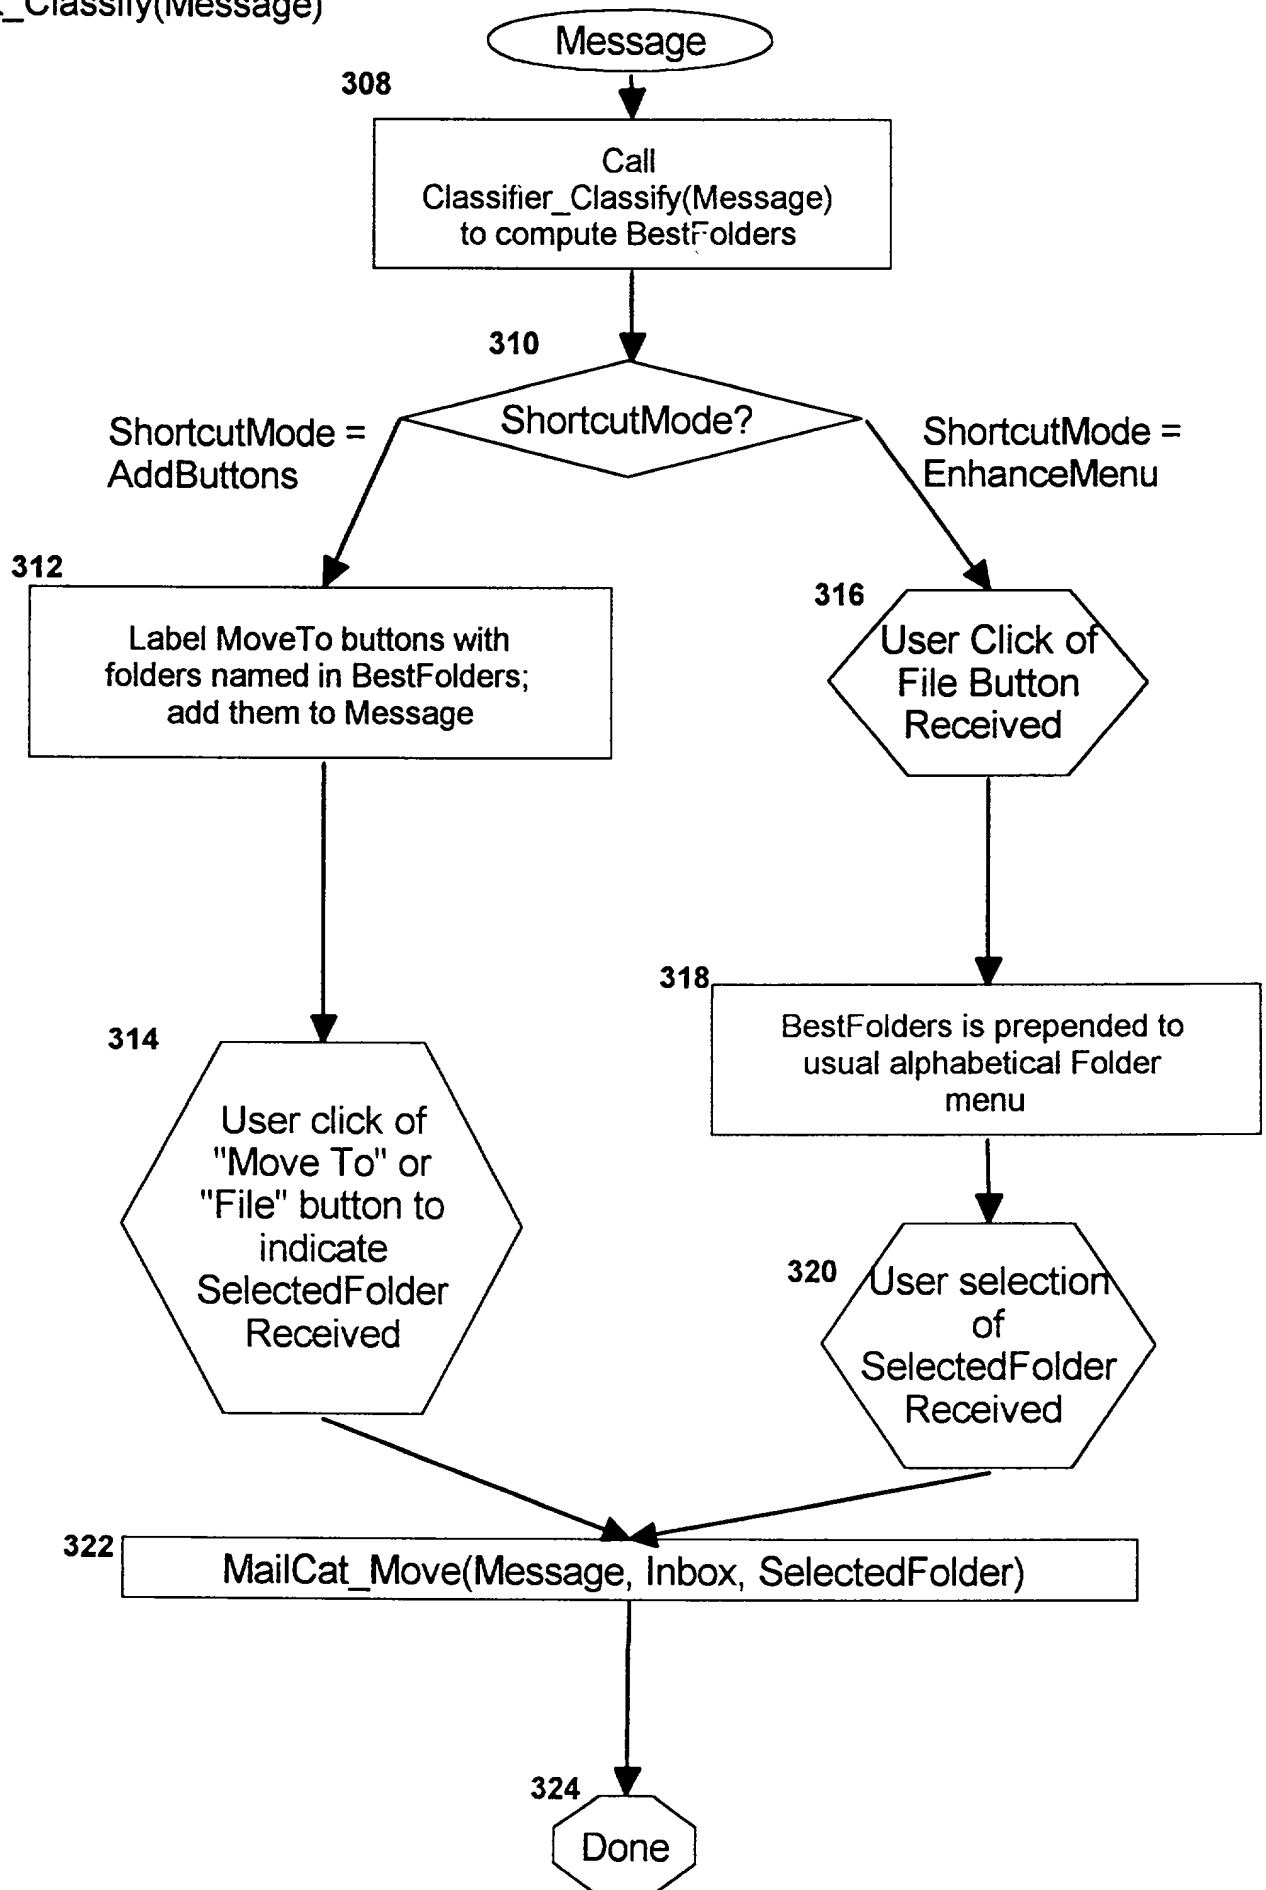 _Classify(Message)
Message
308
Call
Classifier_Classify(Message)
to compute BestFolders
310
ShortcutMode?
ShortcutMode =
AddButtons
ShortcutMode =
EnhanceMenu
312
Label MoveTo buttons with
folders named in BestFolders;
add them to Message
316
User Click of
File Button
Received
318
BestFolders is prepended to
usual alphabetical Folder
menu
314
User click of
"Move To" or
"File" button to
indicate
SelectedFolder
Received
320
User selection
of
SelectedFolder
Received
322
MailCat_Move(Message, Inbox, SelectedFolder)
324
Done